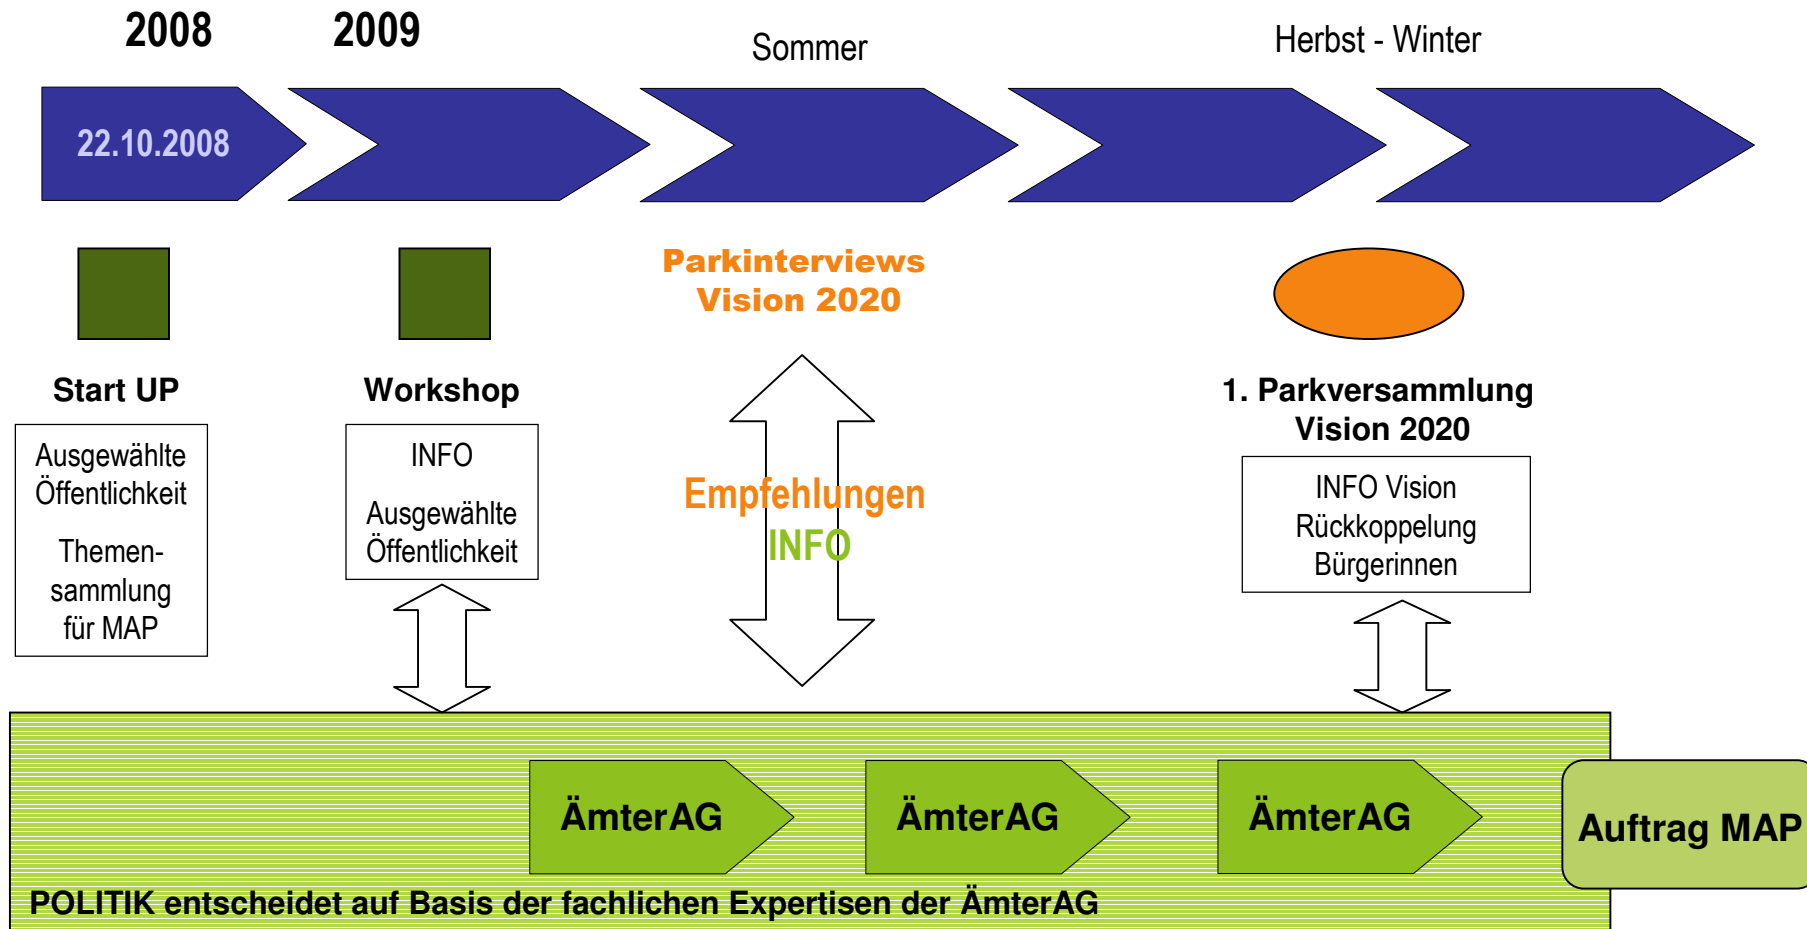 2008
2009
Sommer
Herbst - Winter
22.10.2008
Start UP
Ausgewählte
Öffentlichkeit
Themen-
sammlung
für MAP
Workshop
INFO
Ausgewählte
Öffentlichkeit
Parkinterviews
Vision 2020
Empfehlungen
INFO
1. Parkversammlung
Vision 2020
INFO Vision
Rückkoppelung
Bürgerinnen
ÄmterAG
ÄmterAG
ÄmterAG
Auftrag MAP
POLITIK entscheidet auf Basis der fachlichen Expertisen der ÄmterAG